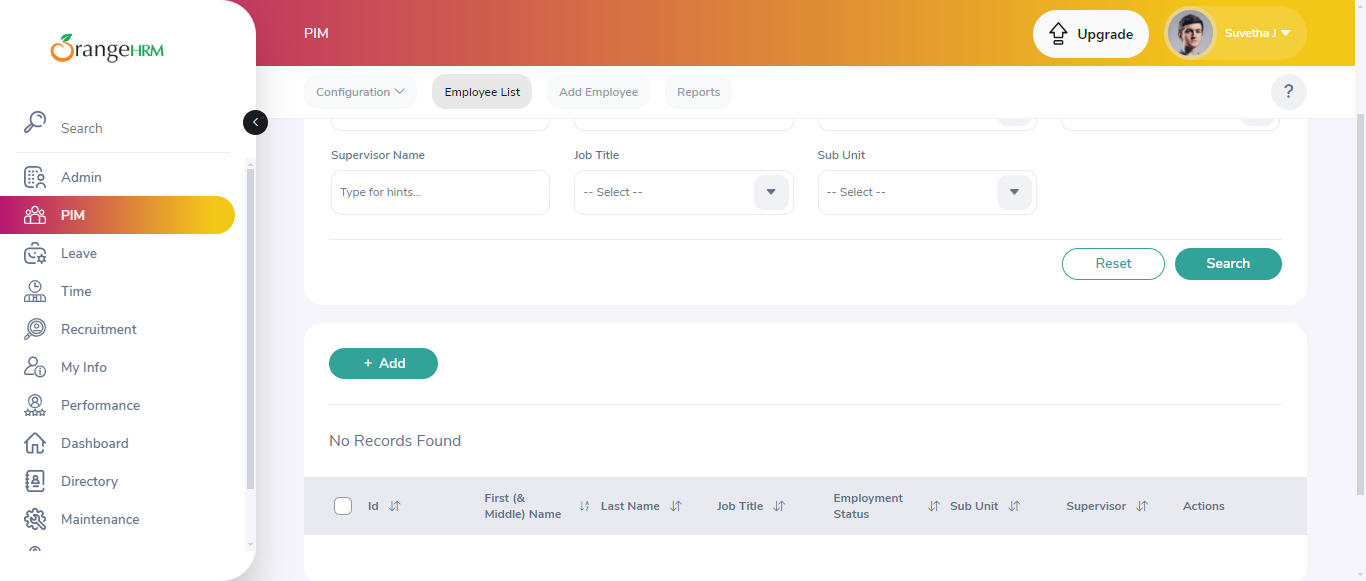 OrangeHRM
PIM
Upgrade
Suvetha J
Configuration
Employee List
Add Employee
Reports
?
Search
Admin
PIM
Leave
Time
Recruitment
My Info
Performance
Dashboard
Directory
Maintenance
Supervisor Name
Job Title
Sub Unit
Type for hints...
-- Select --
-- Select --
Reset
Search
+ Add
No Records Found
Id
First (&
Middle) Name
Last Name
Job Title
Employment
Status
Sub Unit
Supervisor
Actions